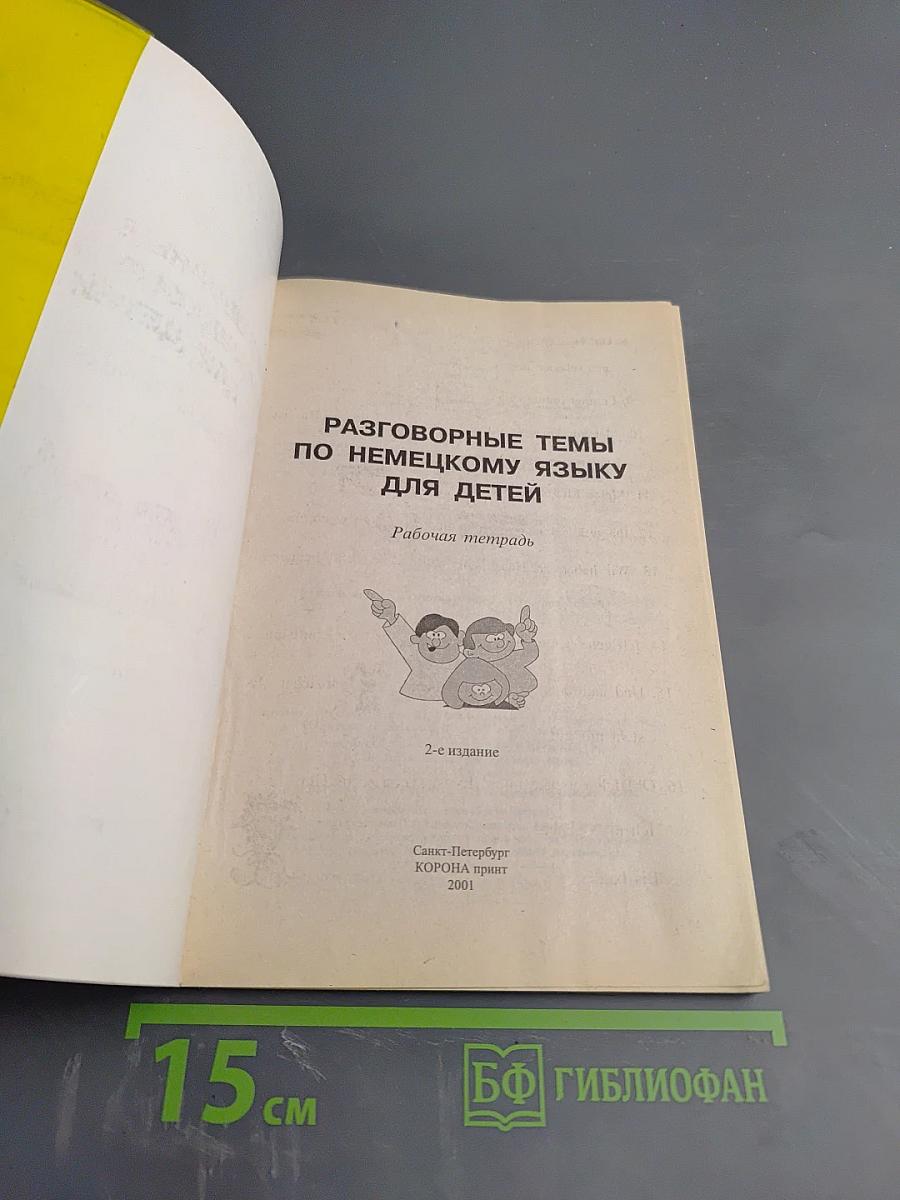 РАЗГОВОРНЫЕ ТЕМЫ
ПО НЕМЕЦКОМУ ЯЗЫКУ
ДЛЯ ДЕТЕЙ
Рабочая тетрадь
2-е издание
Санкт-Петербург
КОРОНА принт
2001
15 см
БФ ГИБЛИОФАН